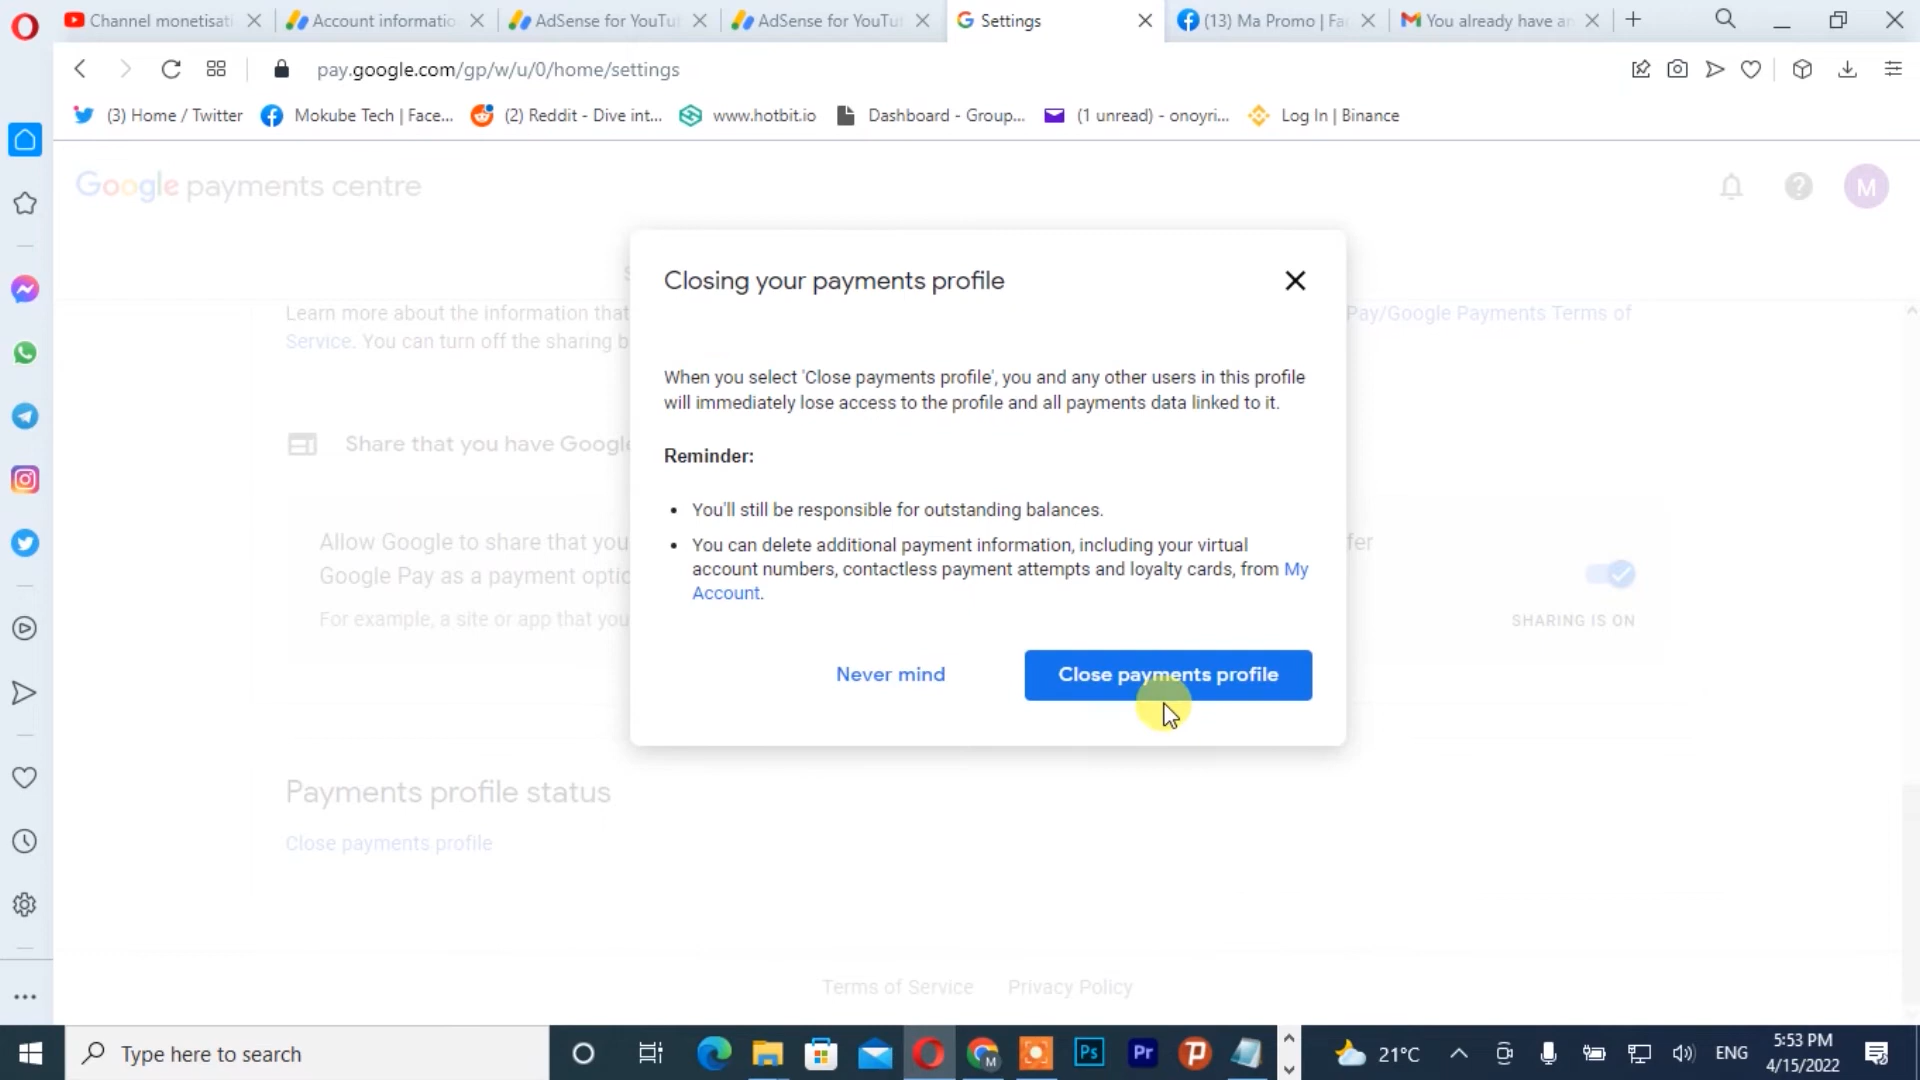 Channel monetisati
Account informatio
AdSense for YouTu
AdSense for YouTu
Settings
(13) Ma Promo | Fa
You already have an
pay.google.com/gp/w/u/0/home/settings
(3) Home / Twitter
Mokube Tech | Face...
(2) Reddit - Dive int...
www.hotbit.io
Dashboard - Group...
(1 unread) - onoyri...
Log In | Binance
Google payments centre
M
Closing your payments profile
Learn more about the information that
Pay/Google Payments Terms of
Service. You can turn off the sharing b
When you select 'Close payments profile', you and any other users in this profile
will immediately lose access to the profile and all payments data linked to it.
Share that you have Google
Reminder:
• You'll still be responsible for outstanding balances.
• You can delete additional payment information, including your virtual
account numbers, contactless payment attempts and loyalty cards, from My
Account.
Allow Google to share that you
fer
Google Pay as a payment optio
For example, a site or app that you
SHARING IS ON
Never mind
Close payments profile
Payments profile status
Close payments profile
Terms of Service
Privacy Policy
Type here to search
Ps
Pr
21°C
ENG
5:53 PM
4/15/2022